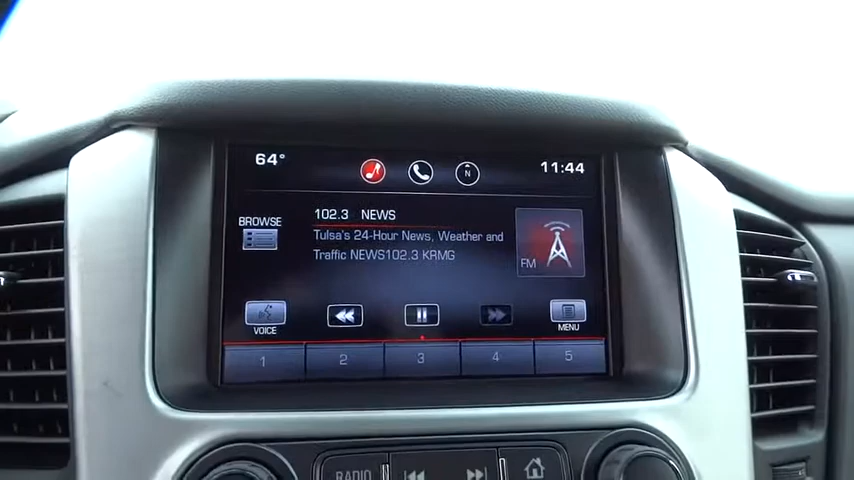 64°
N
11:44
BROWSE
102.3 NEWS
Tulsa's 24-Hour News, Weather and
Traffic NEWS102.3 KRMG
FM
VOICE
MENU
1 2 3 4 5
RADIO